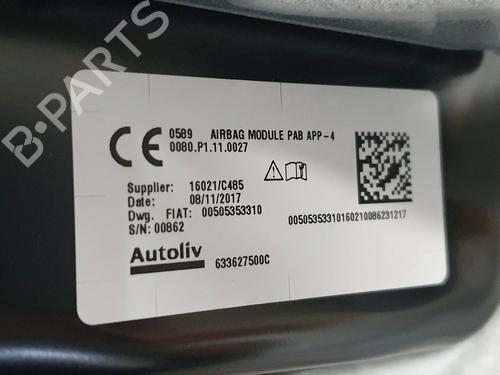 B-PARTS
CE 0589 AIRBAG MODULE PAB APP-4
0080.P1.11.0027
Supplier: 16021/C485
Date: 08/11/2017
Dwg. FIAT: 00505353310
S/N: 00862
00505353310160210086231217
Autoliv 633627500C